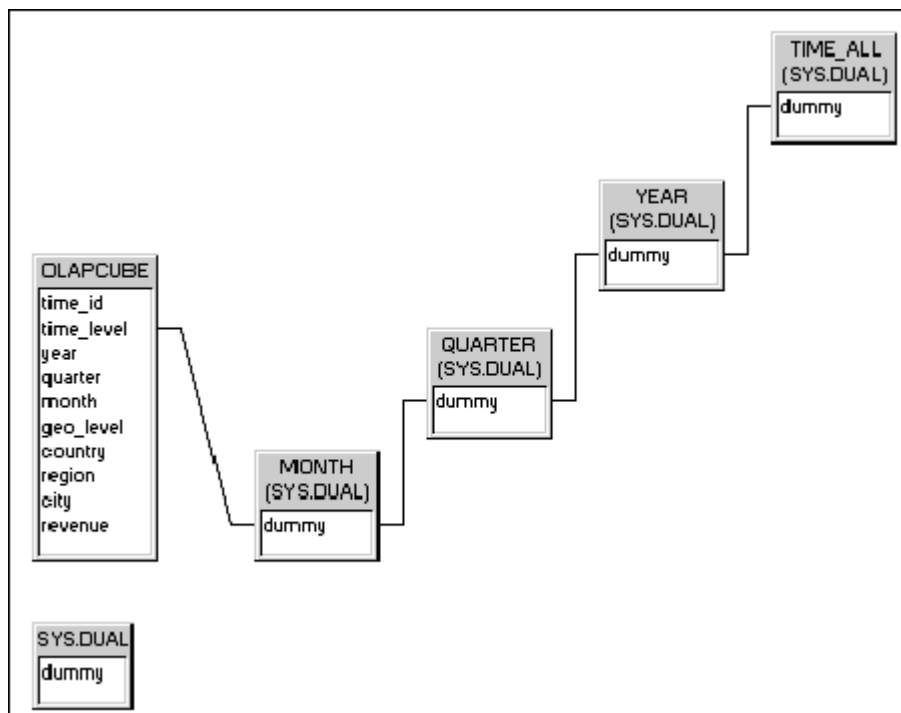 TIME_ALL
(SYS.DUAL)
dummy
YEAR
(SYS.DUAL)
dummy
OLAPCUBE
time_id
time_level
year
quarter
month
geo_level
country
region
city
revenue
QUARTER
(SYS.DUAL)
dummy
MONTH
(SYS.DUAL)
dummy
SYS.DUAL
dummy